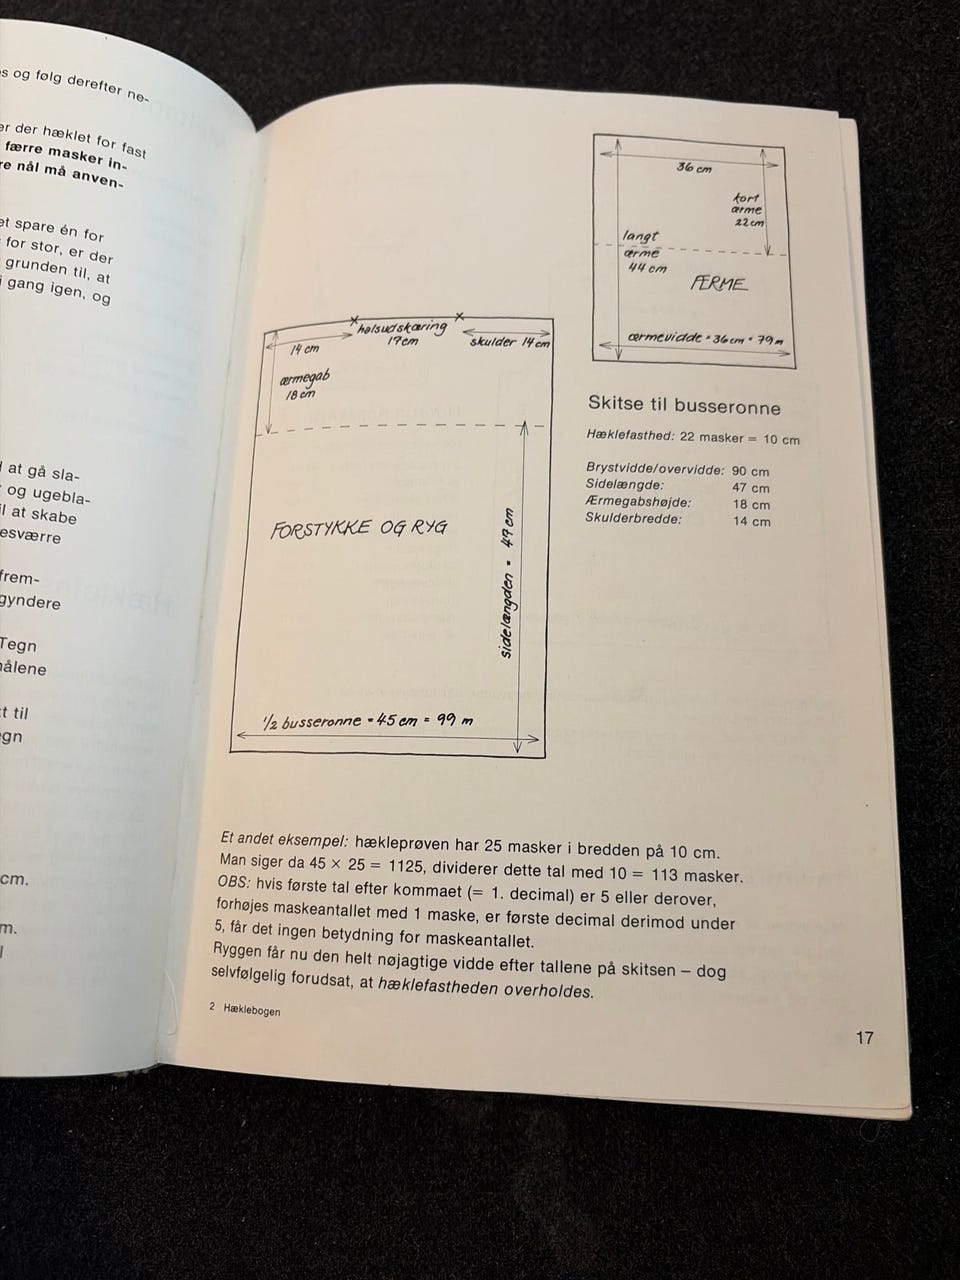 s og følg derefter ne-
er der hæklet for fast
færre masker in-
re nål må anven-
et spare én for
for stor, er der
grunden til, at
i gang igen, og
at gå sla-
og ugebla-
il at skabe
esværre
frem-
gyndere
Tegn
nålene
t til
gn
cm.
m.
36 cm
kort
ærme
22 cm
langt
ærme
44 cm
ÆRME
ærmevidde = 36 cm = 79 m
halsudskæring
17 cm
14 cm
skulder 14 cm
ærmegab
18 cm
FORSTYKKE OG RYG
sidelængden = 47 cm
1/2 busseronne = 45 cm = 99 m
Skitse til busseronne
Hæklefasthed: 22 masker = 10 cm
Brystvidde/overvidde: 90 cm
Sidelængde: 47 cm
Ærmegabshøjde: 18 cm
Skulderbredde: 14 cm
Et andet eksempel: hækleprøven har 25 masker i bredden på 10 cm.
Man siger da 45 × 25 = 1125, dividerer dette tal med 10 = 113 masker.
OBS: hvis første tal efter kommaet (= 1. decimal) er 5 eller derover,
forhøjes maskeantallet med 1 maske, er første decimal derimod under
5, får det ingen betydning for maskeantallet.
Ryggen får nu den helt nøjagtige vidde efter tallene på skitsen – dog
selvfølgelig forudsat, at hæklefastheden overholdes.
2 Hæklebogen
17